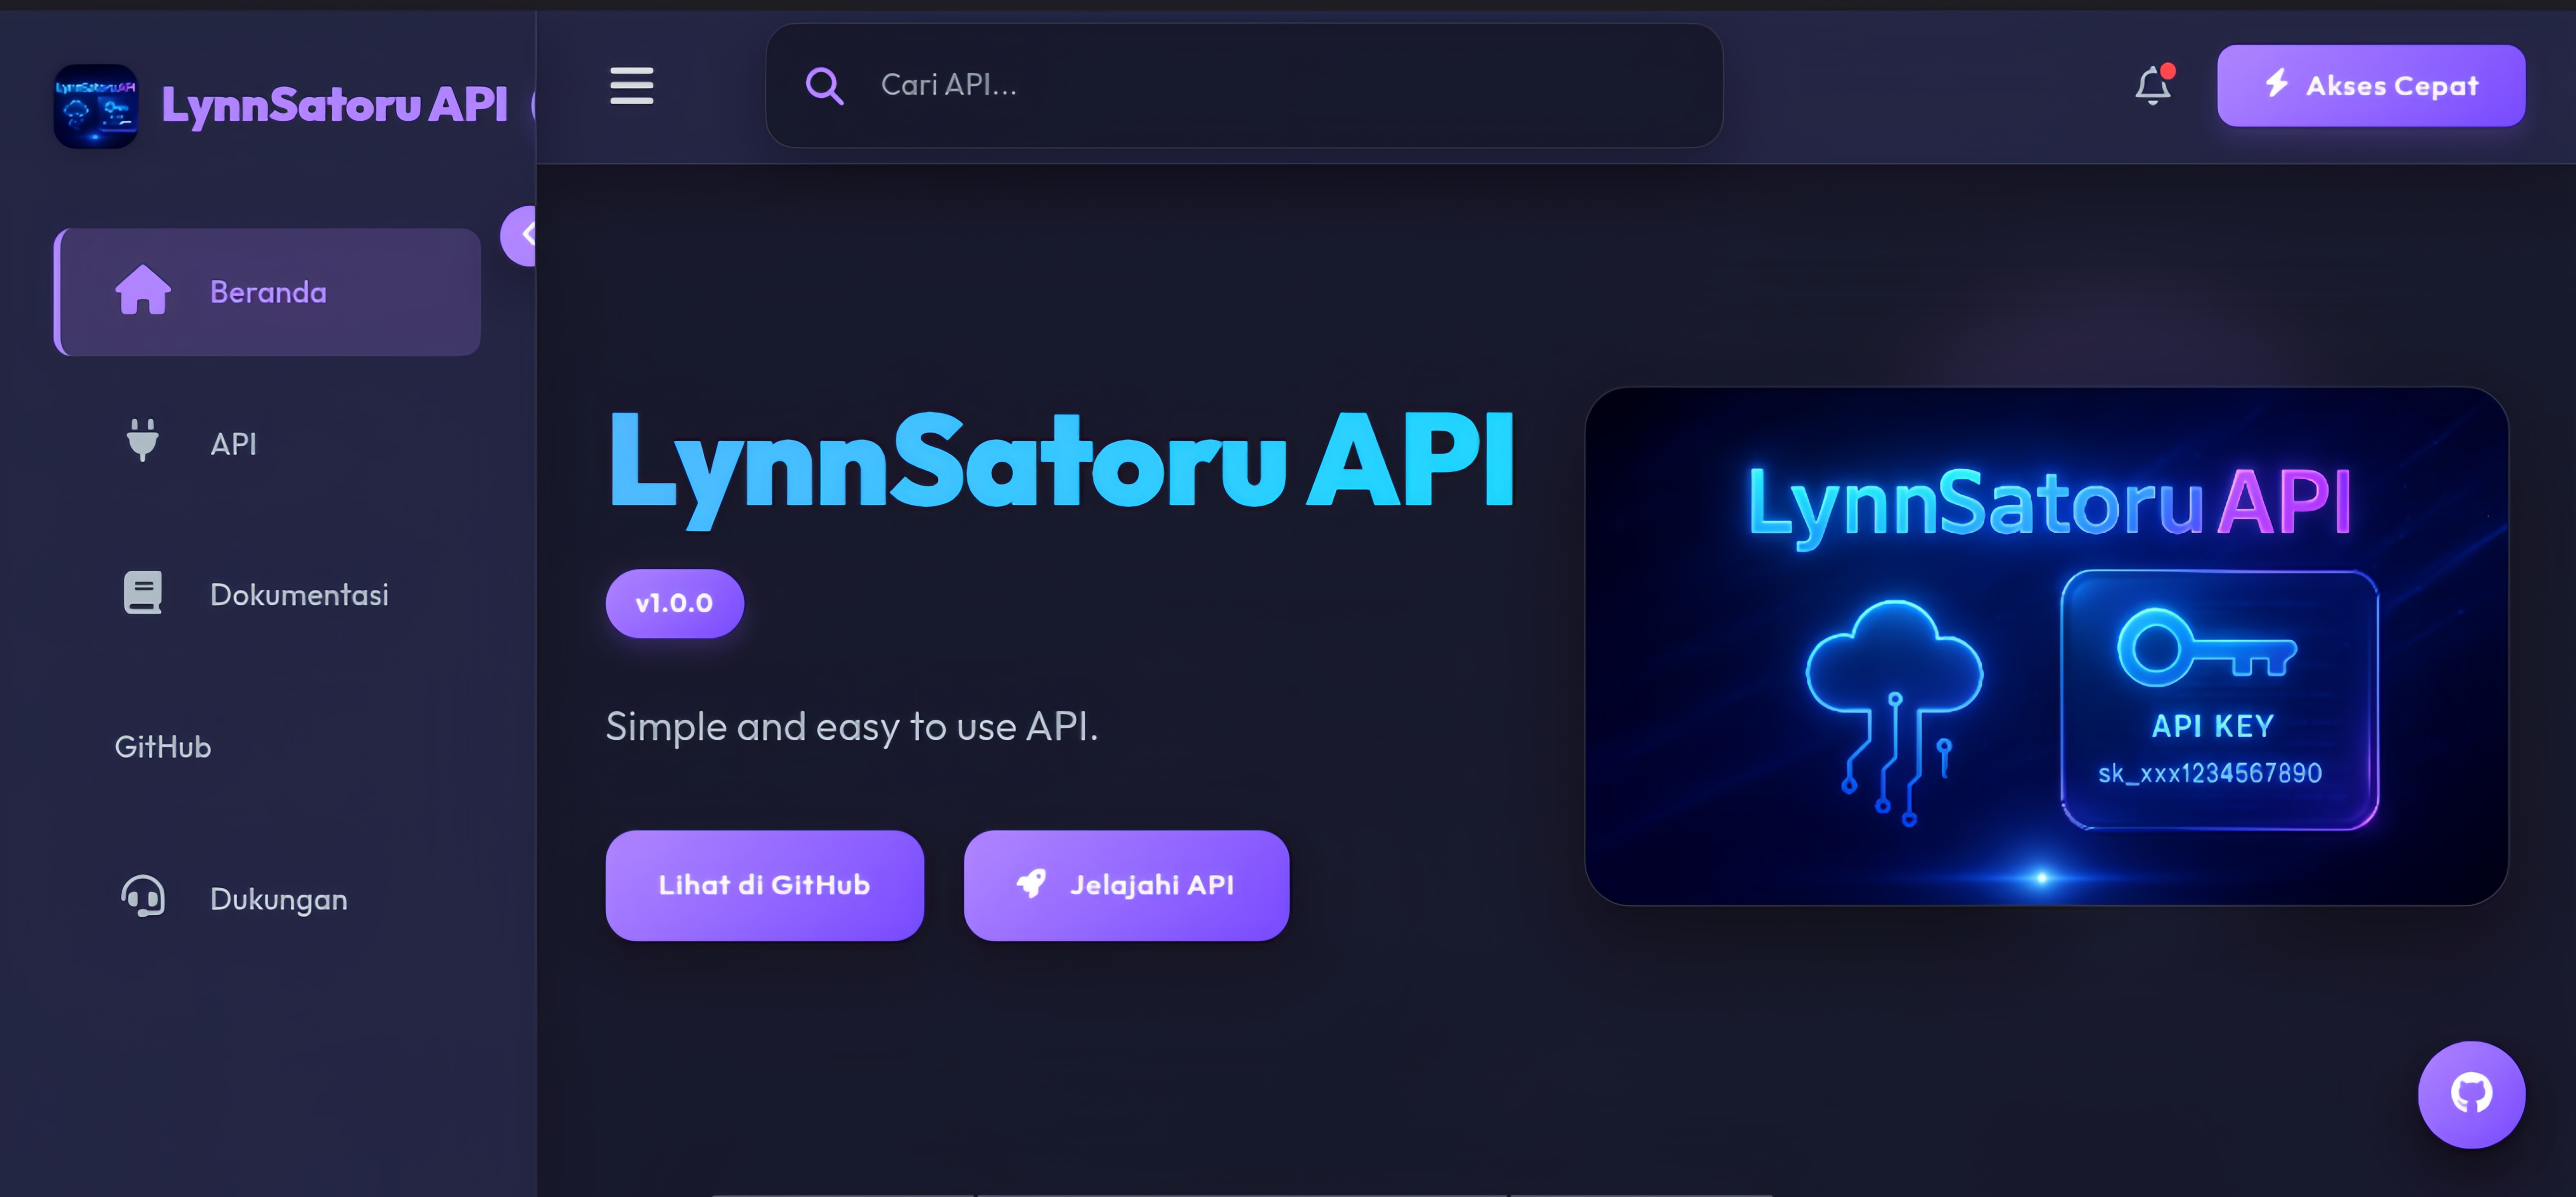 LynnSatoru API
LynnSatoru API
Cari API...
Akses Cepat
Beranda
API
Dokumentasi
GitHub
Dukungan
LynnSatoru API
v1.0.0
Simple and easy to use API.
Lihat di GitHub
Jelajahi API
LynnSatoru API
API KEY
sk_xxx1234567890